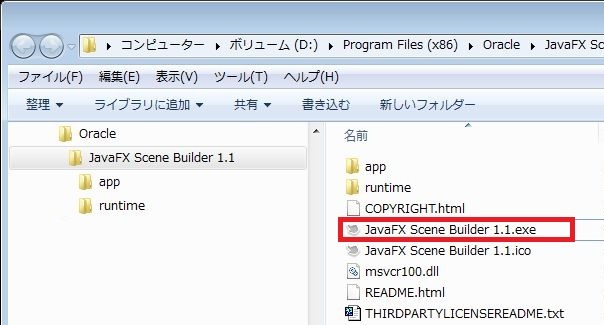 コンピューター ▸ ボリューム (D:) ▸ Program Files (x86) ▸ Oracle ▸ JavaFX Scene Builder 1.1
ファイル(F) 編集(E) 表示(V) ツール(T) ヘルプ(H)
整理 ライブラリに追加 共有 書き込む 新しいフォルダー
Oracle
JavaFX Scene Builder 1.1
app
runtime
名前
app
runtime
COPYRIGHT.html
JavaFX Scene Builder 1.1.exe
JavaFX Scene Builder 1.1.ico
msvcr100.dll
README.html
THIRDPARTYLICENSEREADME.txt